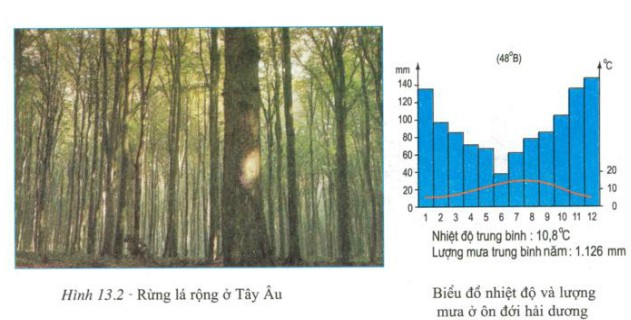 Hình 13.2 - Rừng lá rộng ở Tây Âu
(48°B)
mm
°C
140
120
100
80
60
40
20
0
20
10
0
1 2 3 4 5 6 7 8 9 10 11 12
Nhiệt độ trung bình : 10,8°C
Lượng mưa trung bình năm : 1.126 mm
Biểu đồ nhiệt độ và lượng
mưa ở ôn đới hải dương